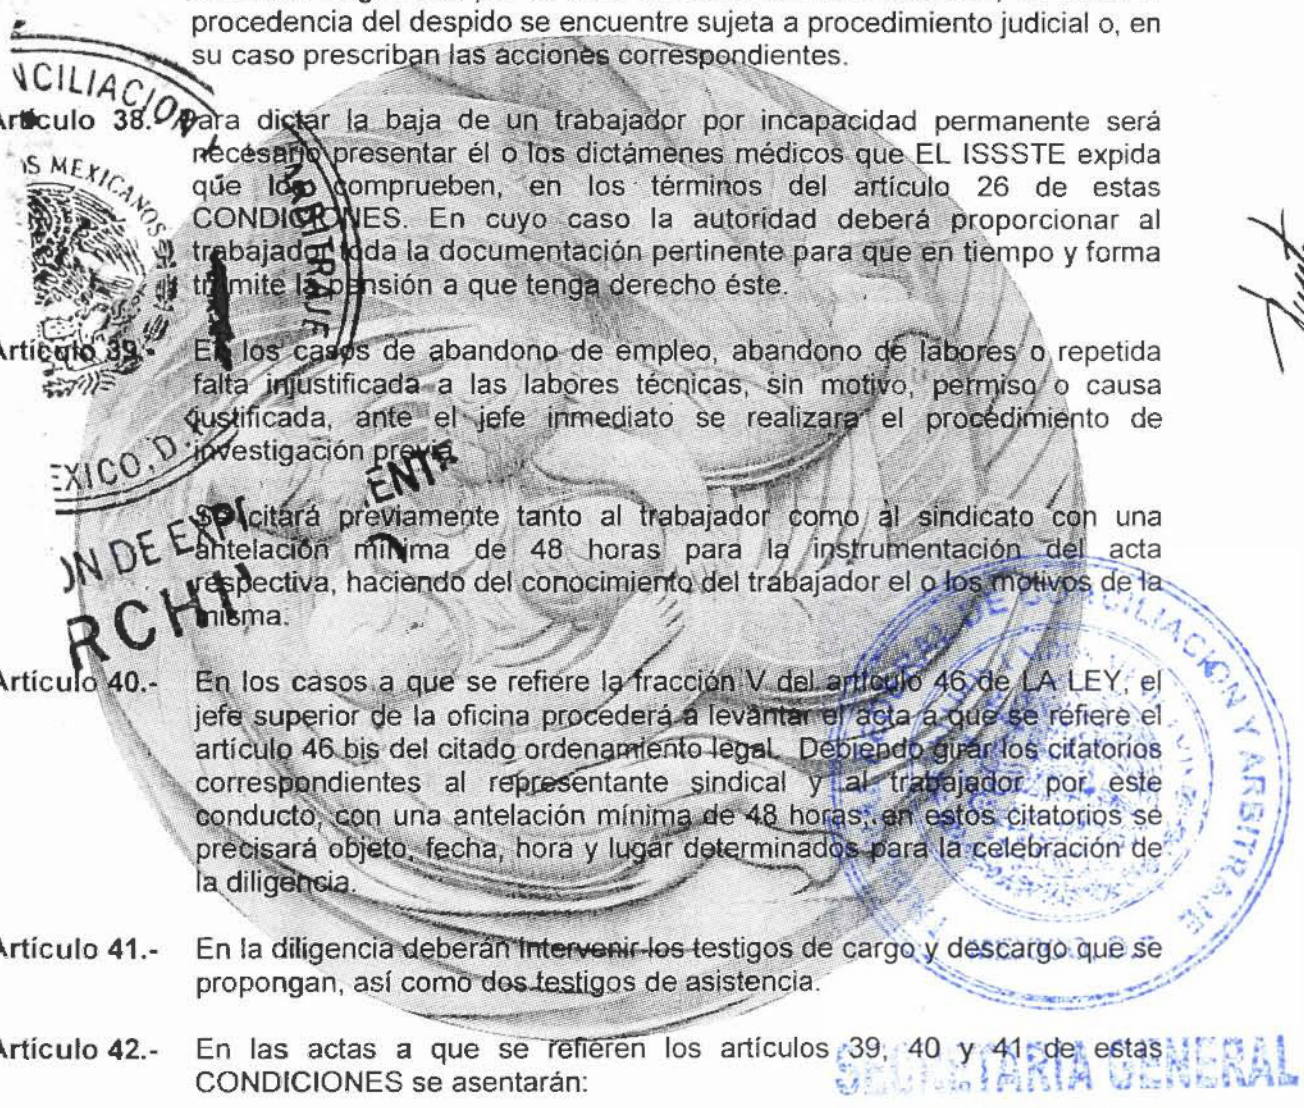 procedencia del despido se encuentre sujeta a procedimiento judicial o, en
su caso prescriban las acciones correspondientes.
Artículo 38.- Para dictar la baja de un trabajador por incapacidad permanente será
necesario presentar él o los dictámenes médicos que EL ISSSTE expida
que lo comprueben, en los términos del artículo 26 de estas
CONDICIONES. En cuyo caso la autoridad deberá proporcionar al
trabajador toda la documentación pertinente para que en tiempo y forma
tramite la pensión a que tenga derecho éste.
Artículo 39.- En los casos de abandono de empleo, abandono de labores o repetida
falta injustificada a las labores técnicas, sin motivo, permiso o causa
justificada, ante el jefe inmediato se realizara el procedimiento de
investigación previa.
Se citará previamente tanto al trabajador como al sindicato con una
antelación mínima de 48 horas para la instrumentación del acta
respectiva, haciendo del conocimiento del trabajador el o los motivos de la
misma.
Artículo 40.- En los casos a que se refiere la fracción V del artículo 46 de LA LEY, el
jefe superior de la oficina procederá a levantar el acta a que se refiere el
artículo 46 bis del citado ordenamiento legal. Debiendo girar los citatorios
correspondientes al representante sindical y al trabajador por este
conducto, con una antelación mínima de 48 horas, en estos citatorios se
precisará objeto, fecha, hora y lugar determinados para la celebración de
la diligencia.
Artículo 41.- En la diligencia deberán intervenir los testigos de cargo y descargo que se
propongan, así como dos testigos de asistencia.
Artículo 42.- En las actas a que se refieren los artículos 39, 40 y 41 de estas
CONDICIONES se asentarán:
NCILIACION Y ARBITRAJE
OS MEXICANOS
EXICO, D.
RCHI
DE CONCILIACION Y ARBITRAJE
SECRETARIA GENERAL